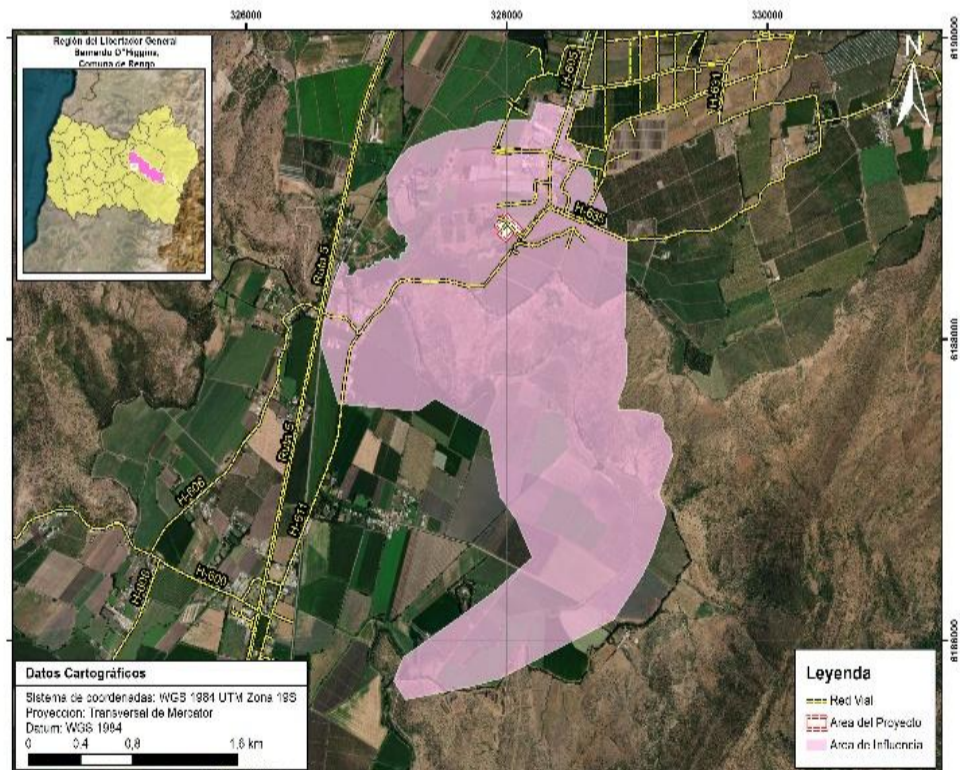 326000
328000
330000
Región del Libertador General
Bernardo O'Higgins,
Comuna de Rengo
N
6190000
H-603
H-631
H-635
Ruta 5
6188000
Ruta 5
H-606
H-511
H-600
6186000
Datos Cartográficos
Sistema de coordenadas: WGS 1984 UTM Zona 19S
Proyeccion: Transversal de Mercator
Datum: WGS 1984
0 0,4 0,8 1,6 km
Leyenda
Red Vial
Area del Proyecto
Area de Influencia